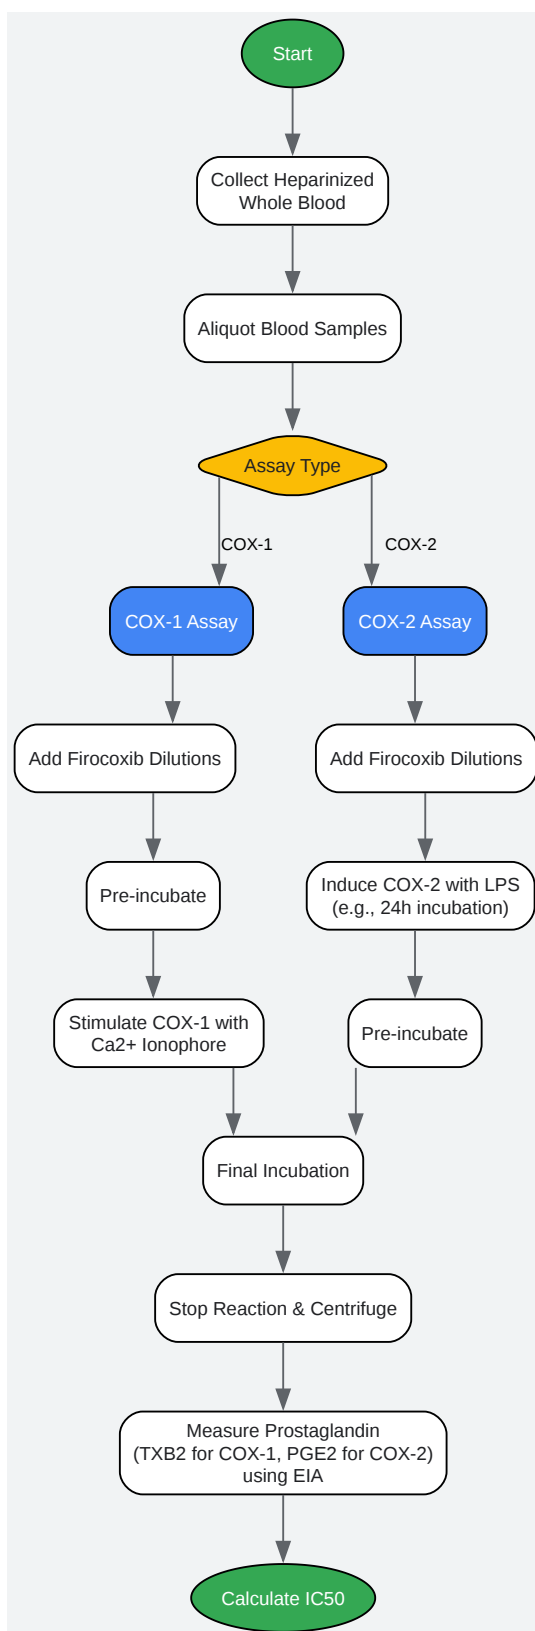 Start
Collect Heparinized
Whole Blood
Aliquot Blood Samples
Assay Type
COX-1
COX-2
COX-1 Assay
COX-2 Assay
Add Firocoxib Dilutions
Add Firocoxib Dilutions
Pre-incubate
Induce COX-2 with LPS
(e.g., 24h incubation)
Stimulate COX-1 with
Ca2+ Ionophore
Pre-incubate
Final Incubation
Stop Reaction & Centrifuge
Measure Prostaglandin
(TXB2 for COX-1, PGE2 for COX-2)
using EIA
Calculate IC50